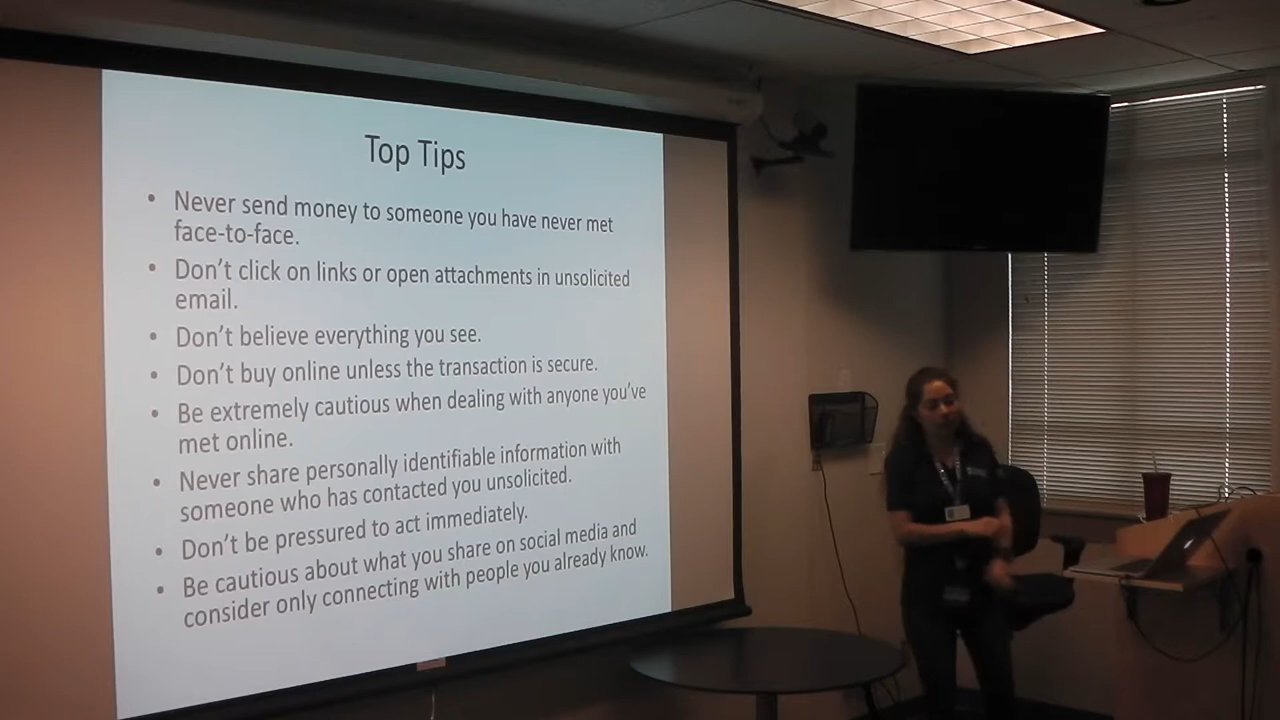 Top Tips
• Never send money to someone you have never met
face-to-face.
• Don't click on links or open attachments in unsolicited
email.
• Don't believe everything you see.
• Don't buy online unless the transaction is secure.
• Be extremely cautious when dealing with anyone you've
met online.
• Never share personally identifiable information with
someone who has contacted you unsolicited.
• Don't be pressured to act immediately.
• Be cautious about what you share on social media and
consider only connecting with people you already know.